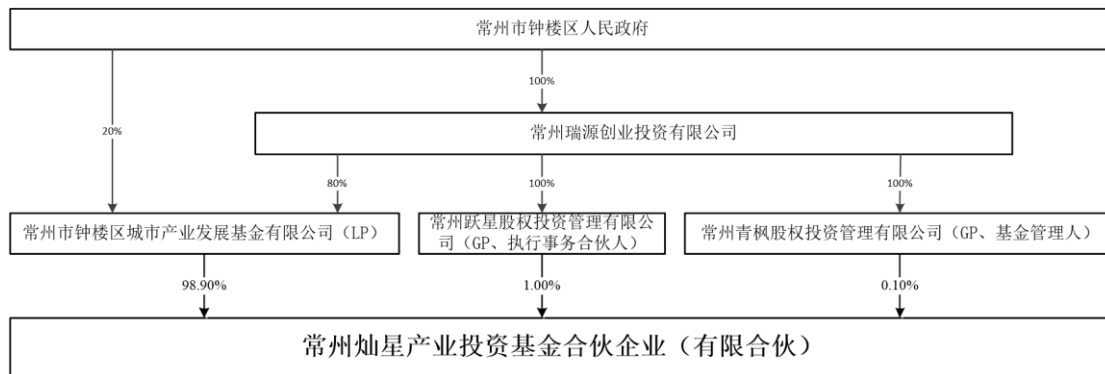 常州市钟楼区人民政府
100%
20%
常州瑞源创业投资有限公司
80%
100%
100%
常州市钟楼区城市产业发展基金有限公司（LP）
常州跃星股权投资管理有限公
司（GP、执行事务合伙人）
常州青枫股权投资管理有限公司（GP、基金管理人）
98.90%
1.00%
0.10%
常州灿星产业投资基金合伙企业（有限合伙）